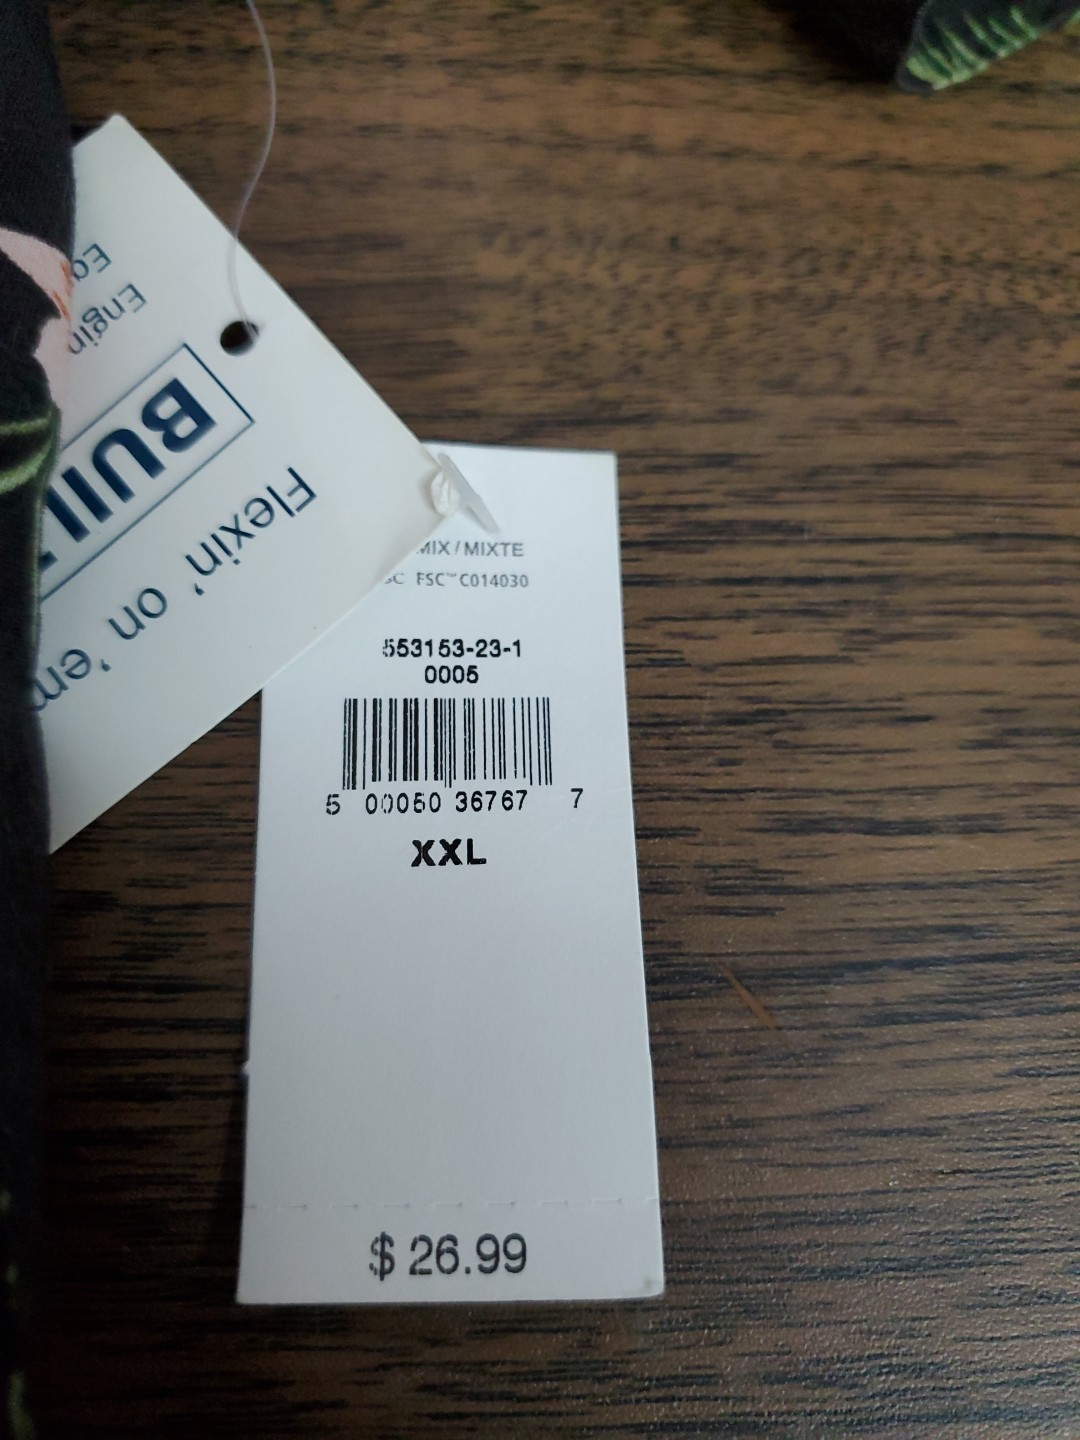 Flexin' on 'em
BUIL
Engin
Eq
MIX / MIXTE
FSC™ C014030
553153-23-1
0005
5 00050 36767 7
XXL
$ 26.99